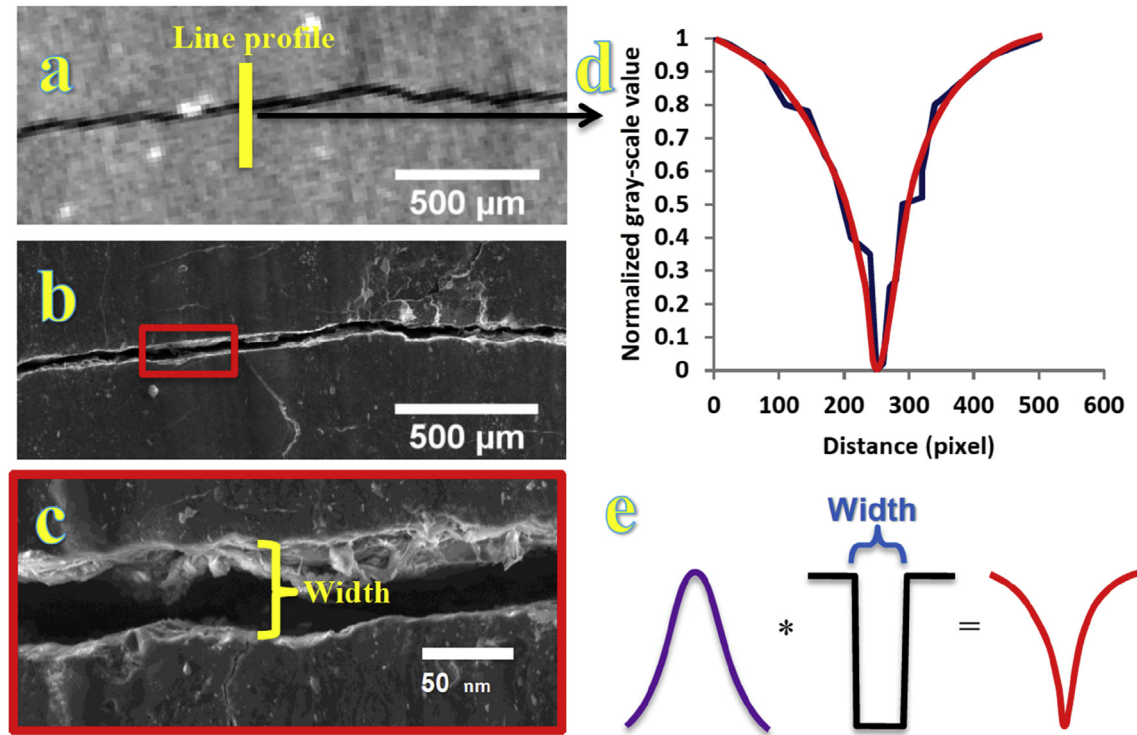 a
Line profile
500 µm
b
500 µm
c
Width
50 nm
d
Normalized gray-scale value
1
0.9
0.8
0.7
0.6
0.5
0.4
0.3
0.2
0.1
0
0 100 200 300 400 500 600
Distance (pixel)
e
Width
* =